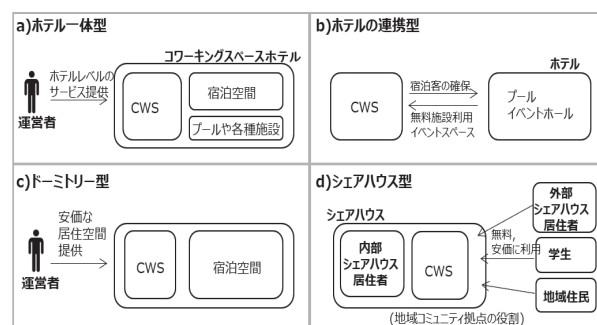 a)ホテル一体型
コワーキングスペースホテル
ホテルレベルの
サービス提供
運営者
CWS
宿泊空間
プールや各種施設
b)ホテルの連携型
ホテル
CWS
宿泊客の確保
無料施設利用
イベントスペース
プール
イベントホール
c)ドーミトリー型
安価な
居住空間
提供
運営者
CWS
宿泊空間
d)シェアハウス型
シェアハウス
内部
シェアハウス
居住者
CWS
無料,
安価に利用
外部
シェアハウス
居住者
学生
地域住民
(地域コミュニティ拠点の役割)